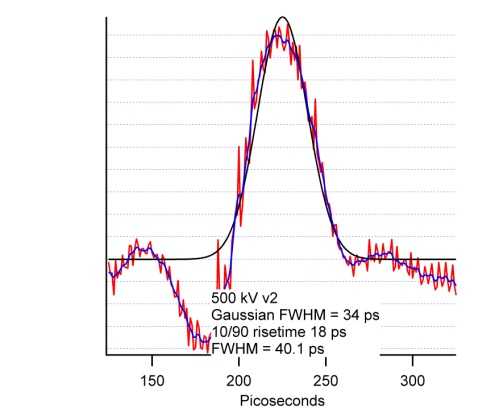 500 kV v2
Gaussian FWHM = 34 ps
10/90 risetime 18 ps
FWHM = 40.1 ps
150 200 250 300
Picoseconds